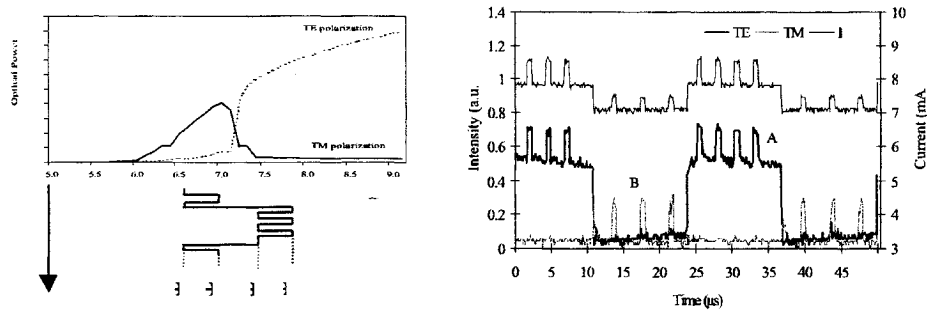 TE polarization
Optical Power
TM polarization
5.0 5.5 6.0 6.5 7.0 7.5 8.0 8.5 9.0
TE TM I
1.4
1.2
1
0.8
0.6
0.4
0.2
0
Intensity (a.u.
10
9
8
7
6
5
4
3
Current (mA
A
B
0 5 10 15 20 25 30 35 40 45
Time (µs)